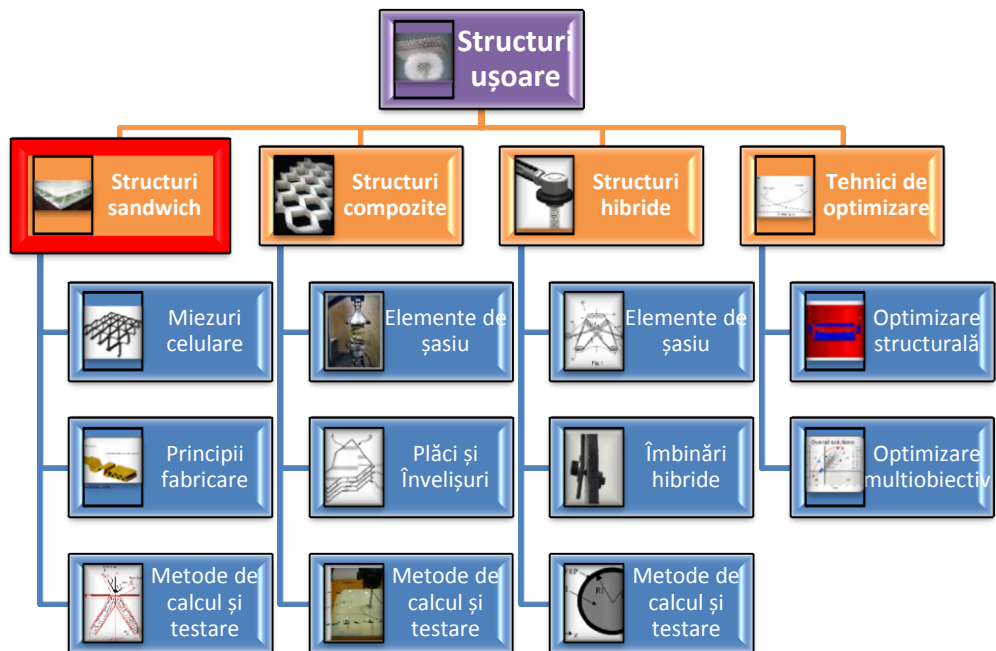 Structuri
ușoare
Structuri
sandwich
Structuri
compozite
Structuri
hibride
Tehnici de
optimizare
Miezuri
celulare
Elemente de
șasiu
Elemente de
șasiu
Optimizare
structurală
Principii
fabricare
Plăci și
Învelișuri
Îmbinări
hibride
Overall solutions
Optimizare
multiobiectiv
Metode de
calcul și
testare
Metode de
calcul și
testare
Metode de
calcul și
testare